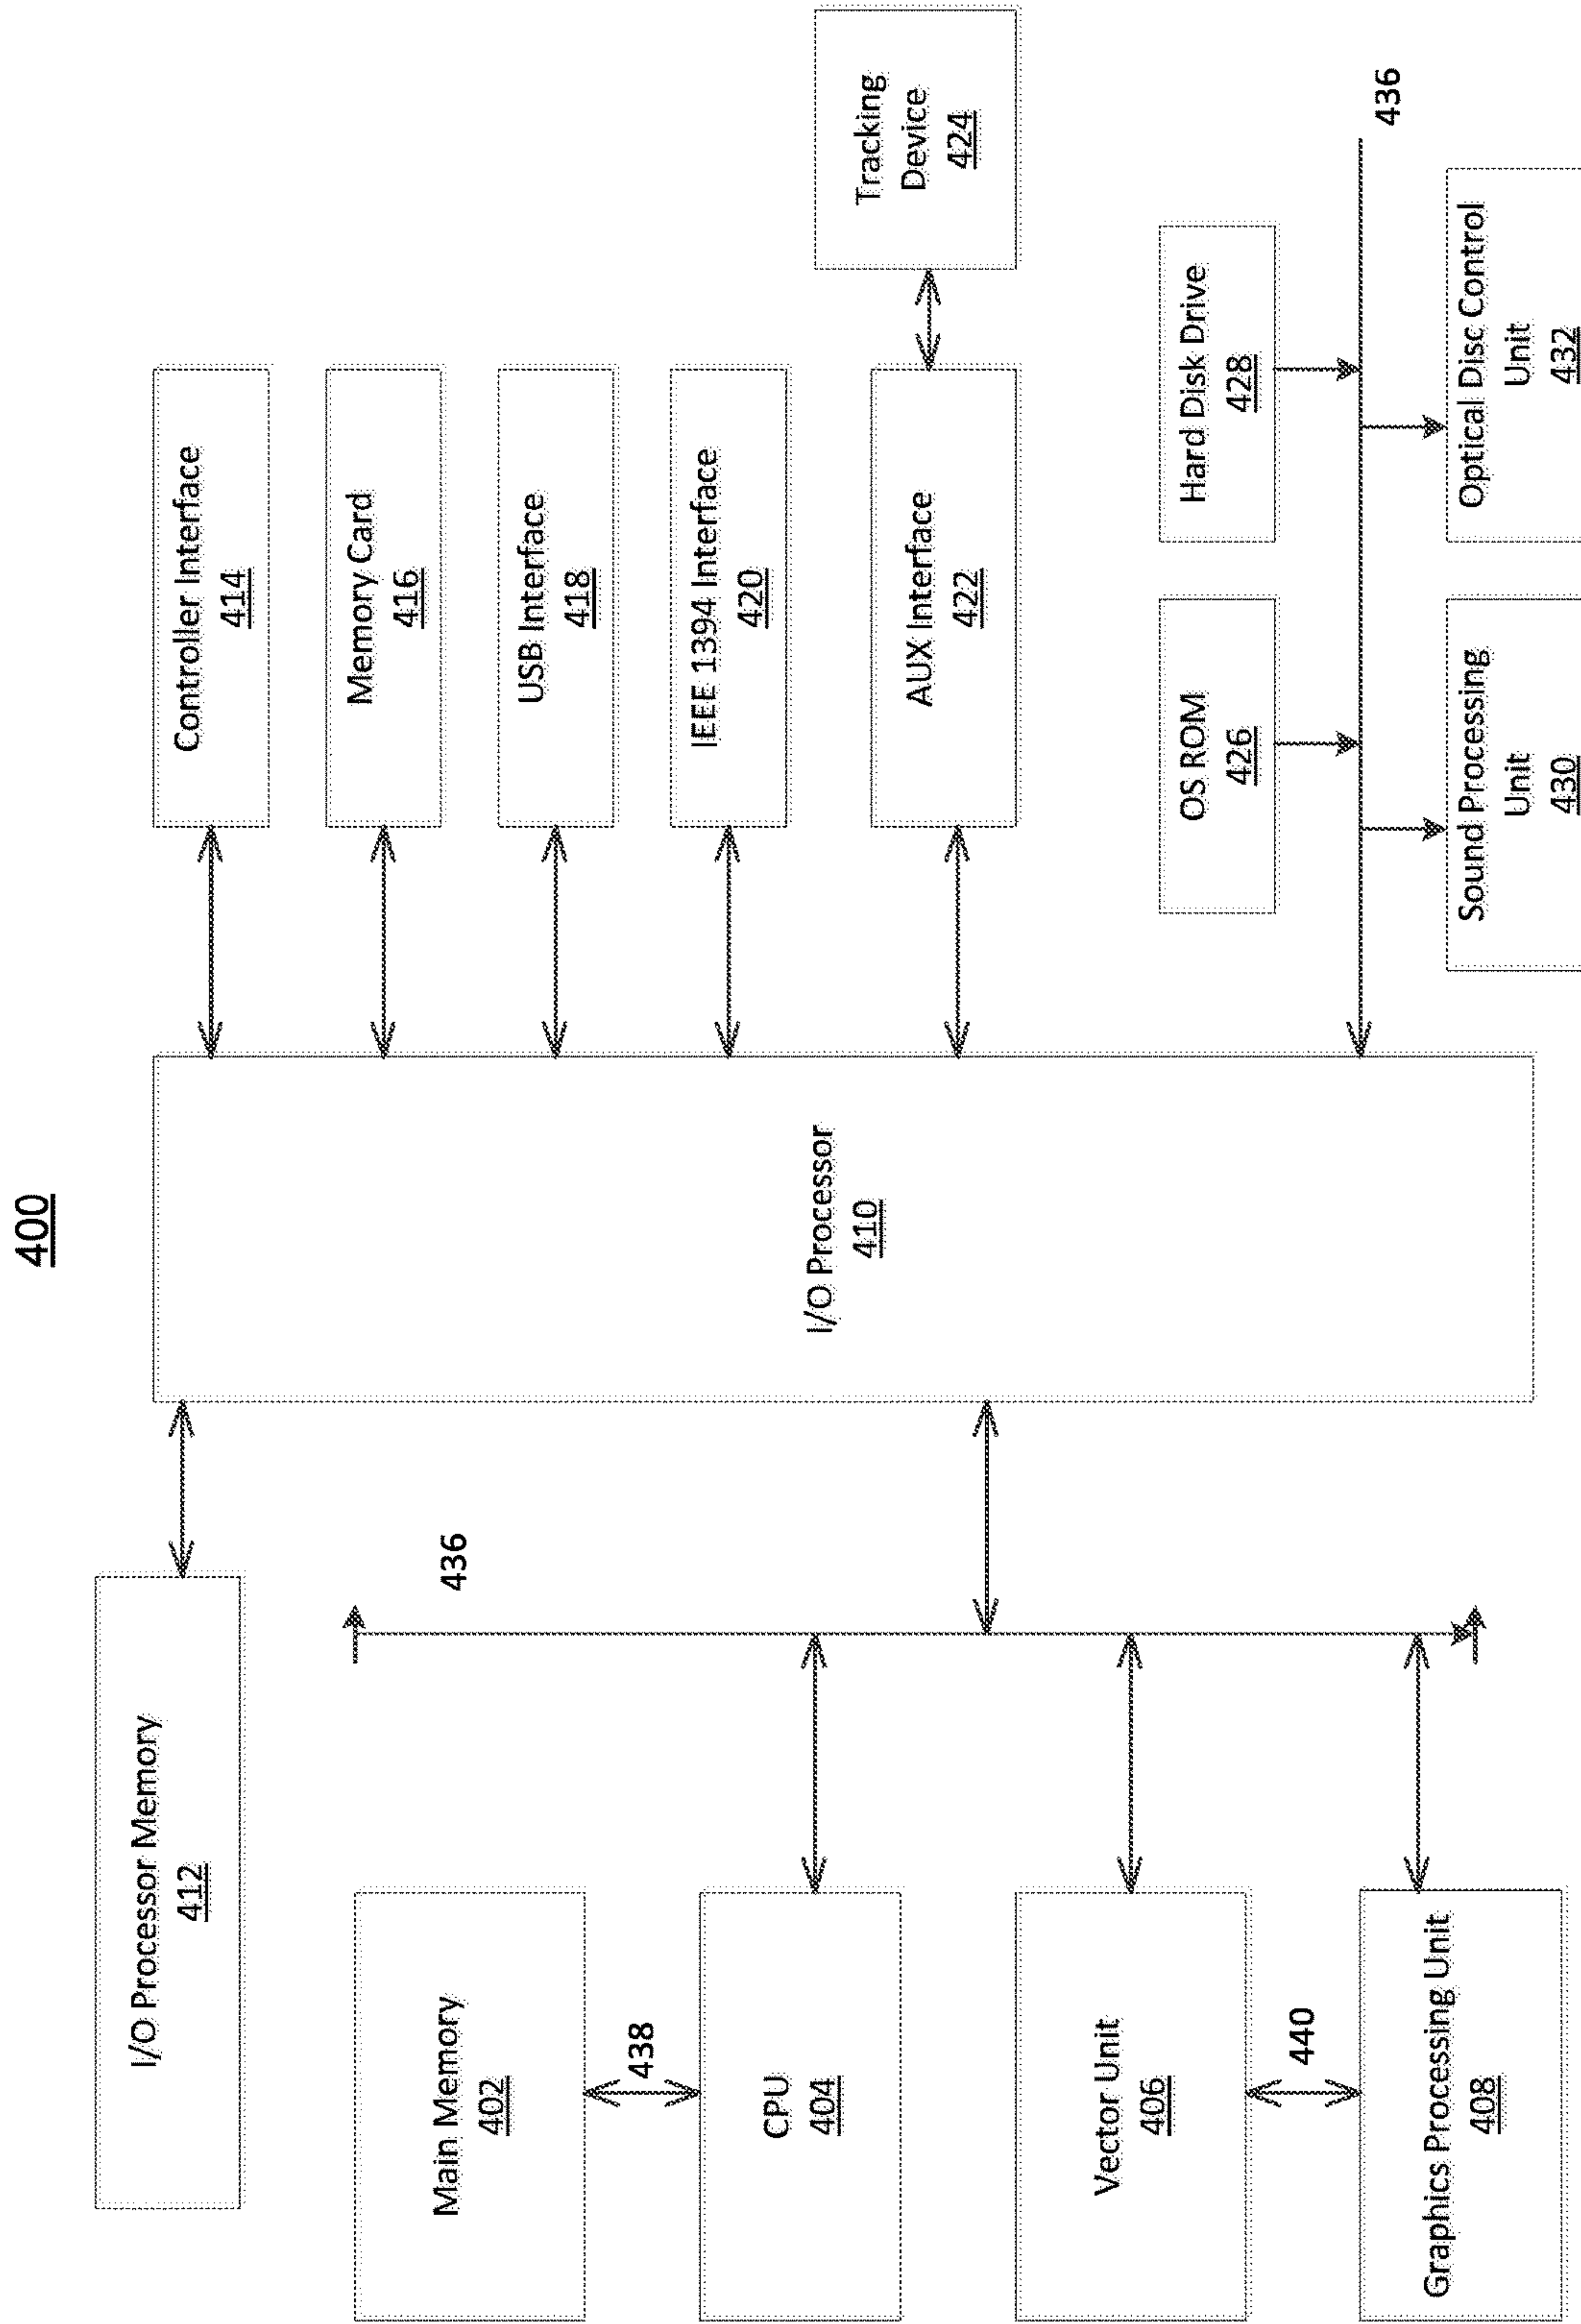 400
I/O Processor Memory
412
Main Memory
402
438
CPU
404
Vector Unit
406
440
Graphics Processing Unit
408
436
I/O Processor
410
Controller Interface
414
Memory Card
416
USB Interface
418
IEEE 1394 Interface
420
AUX Interface
422
Tracking
Device
424
OS ROM
426
Hard Disk Drive
428
436
Sound Processing
Unit
430
Optical Disc Control
Unit
432